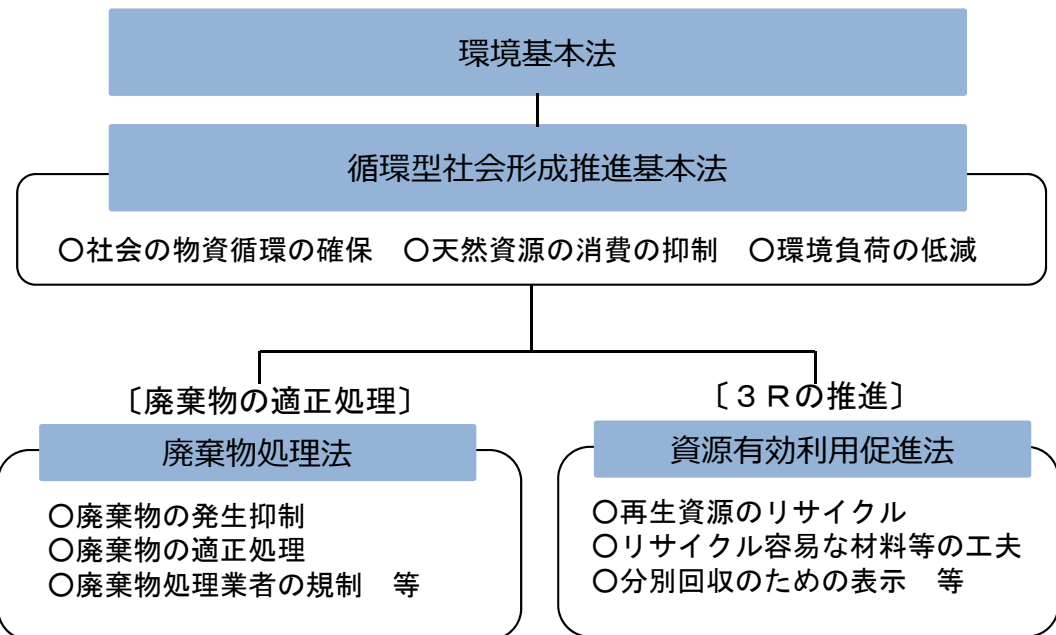 環境基本法
循環型社会形成推進基本法
〇社会の物資循環の確保　〇天然資源の消費の抑制　〇環境負荷の低減
〔廃棄物の適正処理〕
廃棄物処理法
〇廃棄物の発生抑制
〇廃棄物の適正処理
〇廃棄物処理業者の規制　等
〔３Ｒの推進〕
資源有効利用促進法
〇再生資源のリサイクル
〇リサイクル容易な材料等の工夫
〇分別回収のための表示　等